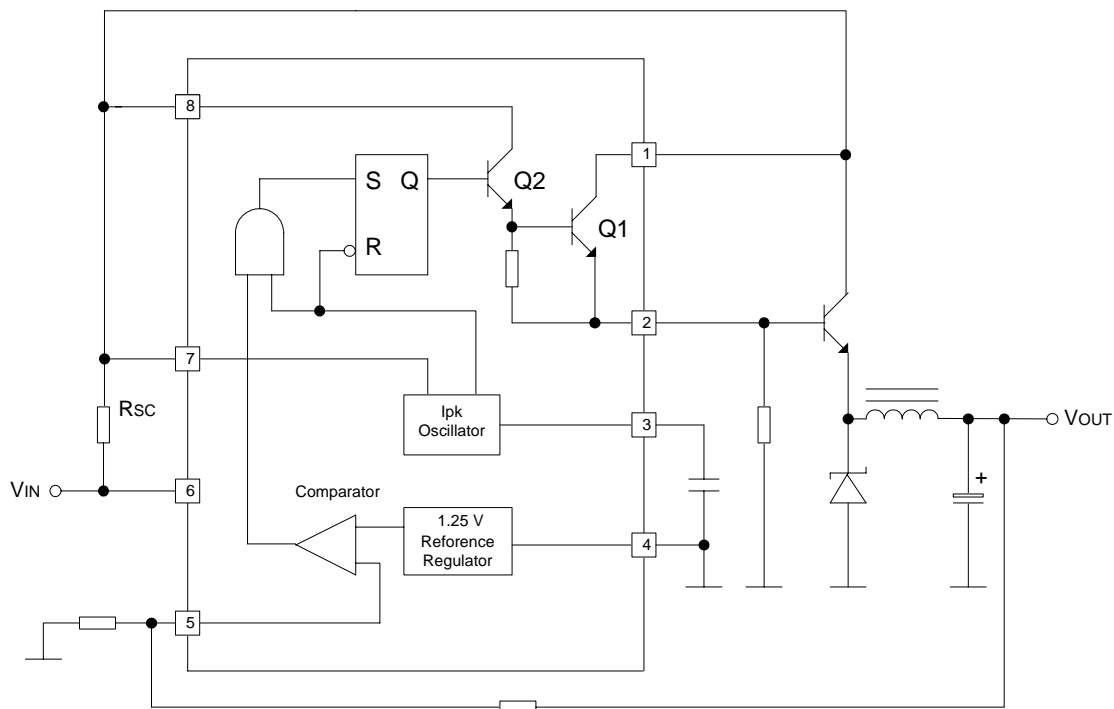 8
1
S Q
Q2
R
Q1
2
7
Ipk
Oscillator
3
RSC
VOUT
VIN
6
Comparator
+
1.25 V
Reforence
Regulator
4
5